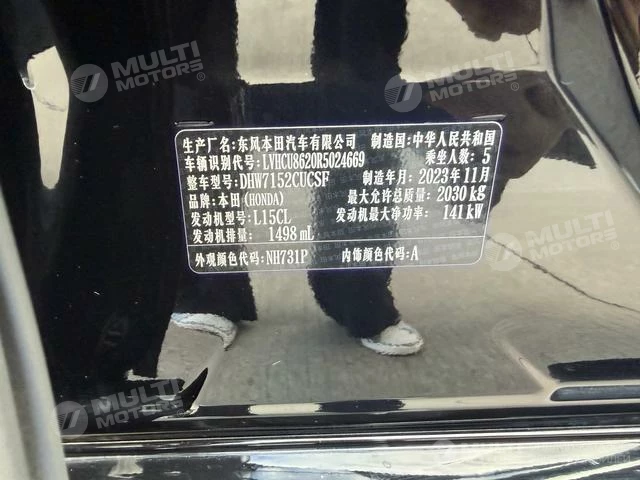 MULTI MOTORS®
MULTI MOTORS
生产厂名:东风本田汽车有限公司 制造国:中华人民共和国
车辆识别代号:LVHCU8620R5024669 乘坐人数:5
整车型号:DHW7152CUCSF 制造年月:2023年11月
品牌:本田(HONDA) 最大允许总质量:2030kg
发动机型号:L15CL 发动机最大净功率:141kW
发动机排量:1498mL
外观颜色代码:NH731P 内饰颜色代码:A
MULTI MOTORS
MULTI MOTORS